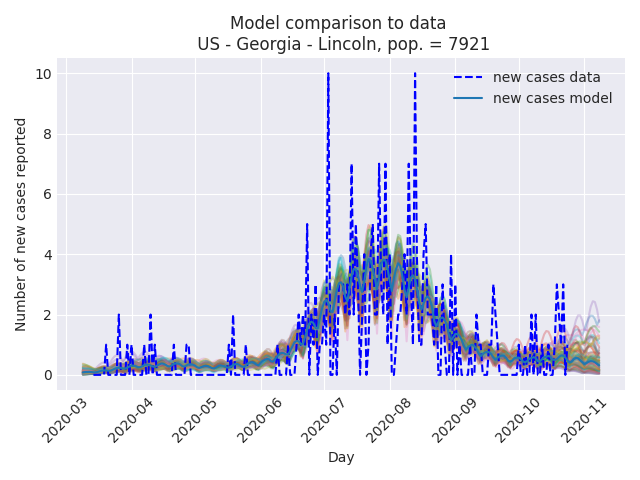 Model comparison to data
US - Georgia - Lincoln, pop. = 7921
new cases data
new cases model
Number of new cases reported
10
8
6
4
2
0
2020-03
2020-04
2020-05
2020-06
2020-07
2020-08
2020-09
2020-10
2020-11
Day